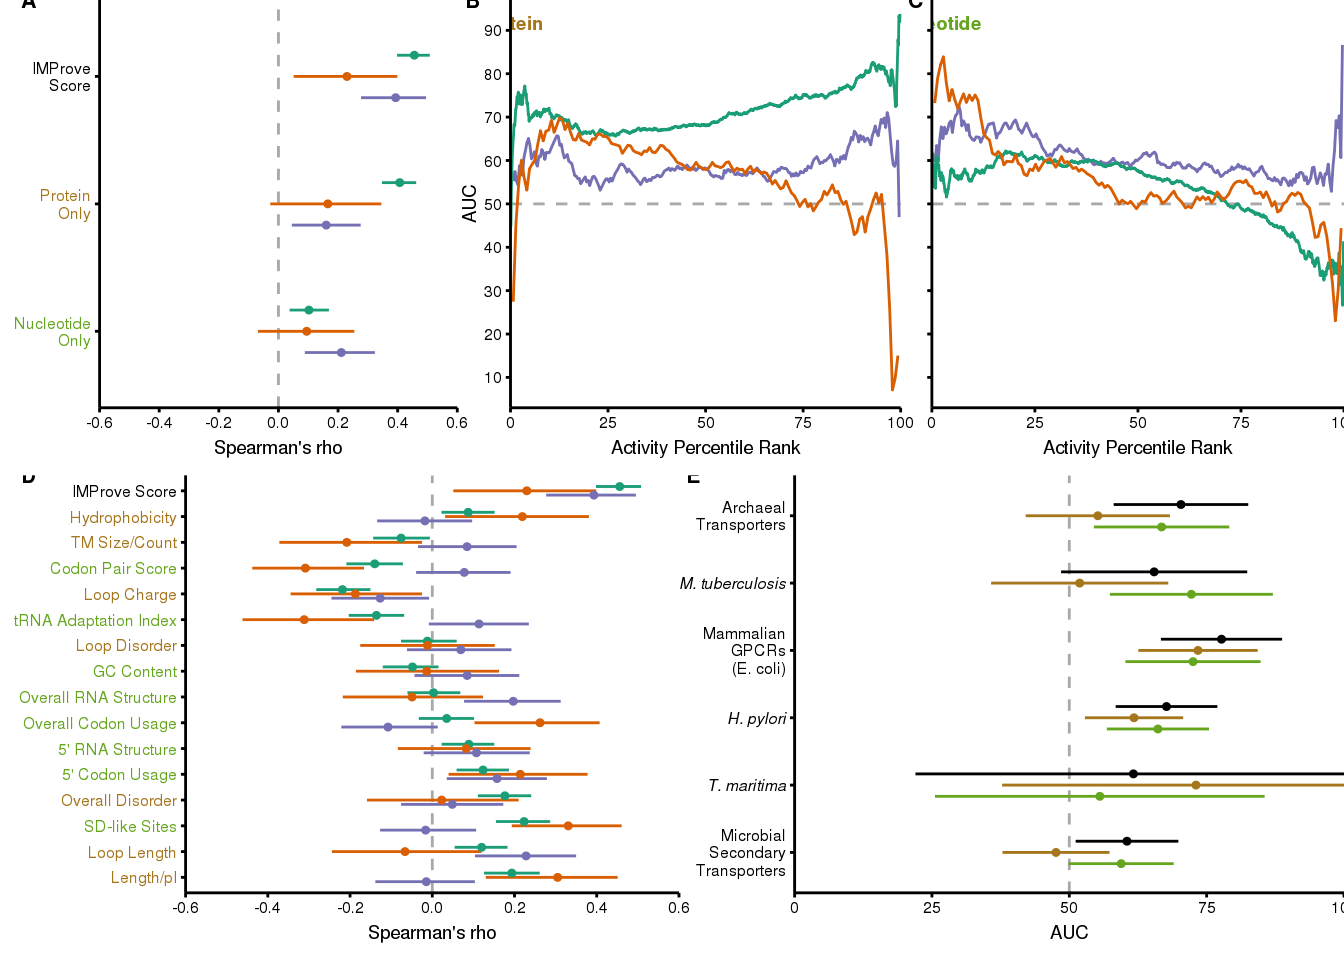 A
IMProve
Score
Protein
Only
Nucleotide
Only
-0.6
-0.4
-0.2
0.0
0.2
0.4
0.6
Spearman's rho
B
tein
AUC
90
80
70
60
50
40
30
20
10
0
25
50
75
100
Activity Percentile Rank
C
eotide
0
25
50
75
10
Activity Percentile Rank
D
IMProve Score
Hydrophobicity
TM Size/Count
Codon Pair Score
Loop Charge
tRNA Adaptation Index
Loop Disorder
GC Content
Overall RNA Structure
Overall Codon Usage
5' RNA Structure
5' Codon Usage
Overall Disorder
SD-like Sites
Loop Length
Length/pI
-0.6
-0.4
-0.2
0.0
0.2
0.4
0.6
Spearman's rho
E
Archaeal
Transporters
M. tuberculosis
Mammalian
GPCRs
(E. coli)
H. pylori
T. maritima
Microbial
Secondary
Transporters
0
25
50
75
10
AUC